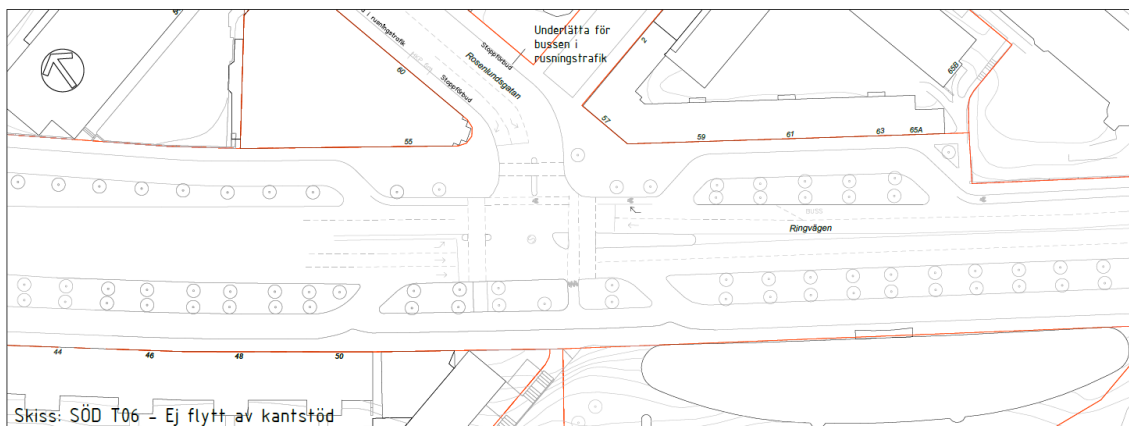 Underlätta för
bussen i
rusningstrafik
i rusningstrafik
Stoppförbud
Rosenlundsgatan
Stoppförbud
60
55
2
57
59
61
63
65A
65B
BUSS
Ringvägen
44
46
48
50
Skiss: SÖD T06 - Ej flytt av kantstöd